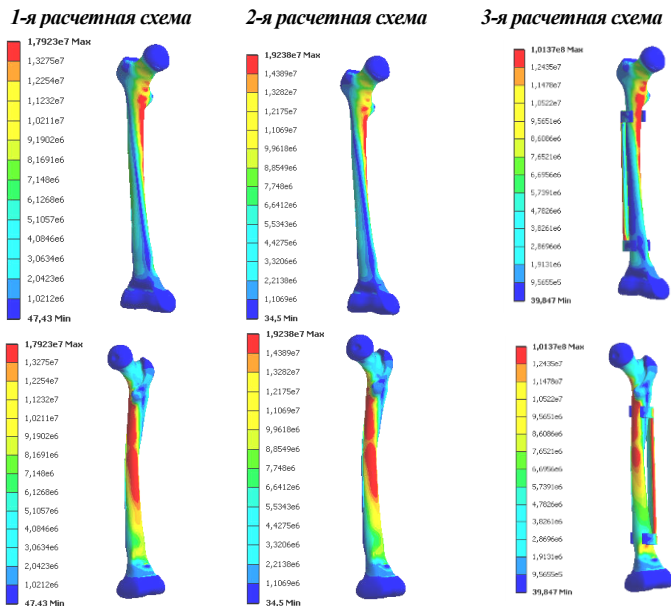 1-я расчетная схема
2-я расчетная схема
3-я расчетная схема
1,7923e7 Max
1,3275e7
1,2254e7
1,1232e7
1,0211e7
9,1902e6
8,1691e6
7,148e6
6,1268e6
5,1057e6
4,0846e6
3,0634e6
2,0423e6
1,0212e6
47,43 Min
1,9238e7 Max
1,4389e7
1,3282e7
1,2175e7
1,1069e7
9,9618e6
8,8549e6
7,748e6
6,6412e6
5,5343e6
4,4275e6
3,3206e6
2,2138e6
1,1069e6
34,5 Min
1,0137e8 Max
1,2435e7
1,1478e7
1,0522e7
9,5651e6
8,6086e6
7,6521e6
6,6956e6
5,7391e6
4,7826e6
3,8261e6
2,8696e6
1,9131e6
9,5655e5
39,847 Min
1,7923e7 Max
1,3275e7
1,2254e7
1,1232e7
1,0211e7
9,1902e6
8,1691e6
7,148e6
6,1268e6
5,1057e6
4,0846e6
3,0634e6
2,0423e6
1,0212e6
47,43 Min
1,9238e7 Max
1,4389e7
1,3282e7
1,2175e7
1,1069e7
9,9618e6
8,8549e6
7,748e6
6,6412e6
5,5343e6
4,4275e6
3,3206e6
2,2138e6
1,1069e6
34,5 Min
1,0137e8 Max
1,2435e7
1,1478e7
1,0522e7
9,5651e6
8,6086e6
7,6521e6
6,6956e6
5,7391e6
4,7826e6
3,8261e6
2,8696e6
1,9131e6
9,5655e5
39,847 Min